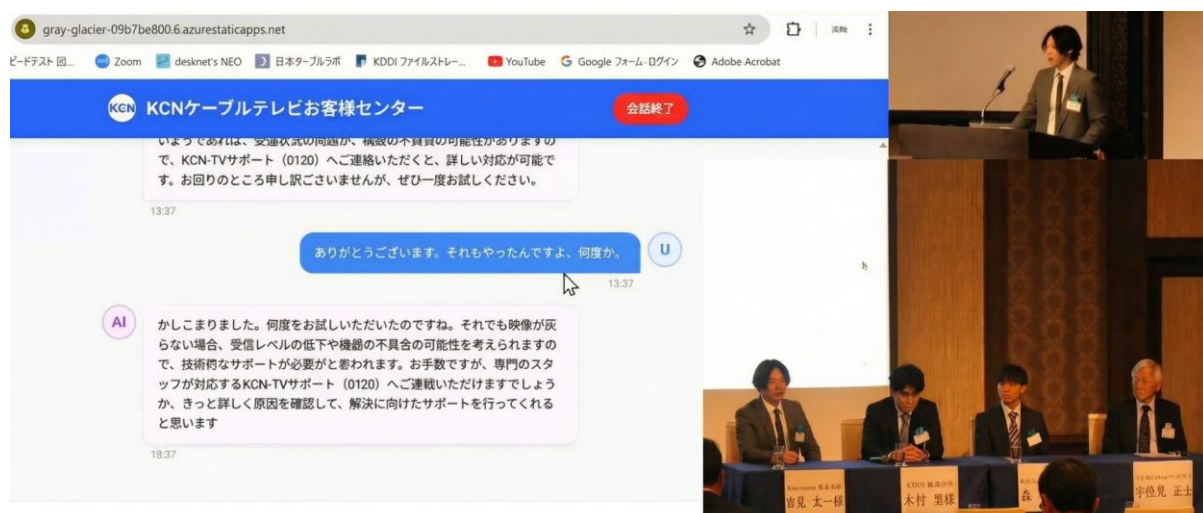 gray-glacier-09b7be800.6.azurestaticapps.net
ピードテスト 回...
Zoom
desknet's NEO
日本ターブルラボ
KDDI ファイルストレー...
YouTube
Google フォーム・ログイン
Adobe Acrobat
KCN
KCNケーブルテレビお客様センター
会話終了
で、KCN-TVサポート（0120）へご連絡いただくと、詳しい対応が可能で
す。お回りのところ申し訳ごさいませんが、ぜひ一度お試しください。
13:37
ありがとうございます。それもやったんですよ、何度か。
U
13:37
AI
かしこまりました。何度をお試しいただいたのですね。それでも映像が灰
らない場合、受信レベルの低下や機器の不具合の可能性を考えられますの
で、技術的なサポートが必要がと
われます。お手数ですが、専門のスタ
ッフが対応するKCN-TVサポート（0120）へご連戦いただけますでしょう
か、きっと詳しく原因を確認して、解決に向けたサポートを行ってくれる
と思います
18:37
見 太一様
木村 里様
森
見 正士